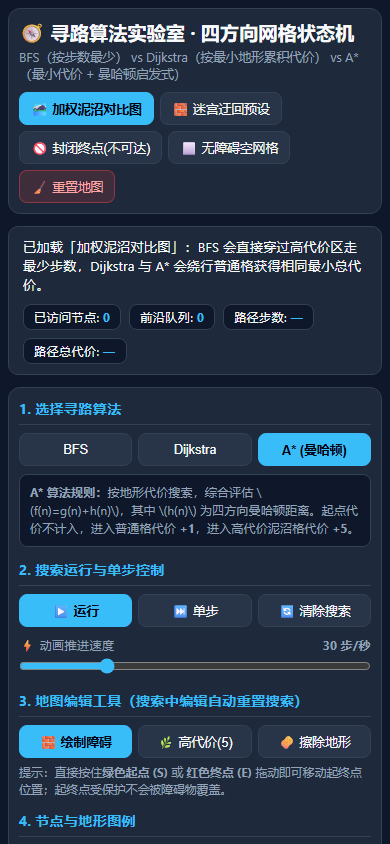 🧭 寻路算法实验室 · 四方向网格状态机
BFS（按步数最少） vs Dijkstra（按最小地形累积代价） vs A*
（最小代价 + 曼哈顿启发式）
加权泥沼对比图
🧱 迷宫迂回预设
🚫 封闭终点(不可达)
⬜ 无障碍空网格
🧹 重置地图
已加载「加权泥沼对比图」：BFS 会直接穿过高代价区走
最少步数，Dijkstra 与 A* 会绕行普通格获得相同最小总代
价。
已访问节点: 0
前沿队列: 0
路径步数: —
路径总代价: —
1. 选择寻路算法
BFS
Dijkstra
A* (曼哈顿)
A* 算法规则：按地形代价搜索，综合评估 \
(f(n)=g(n)+h(n)\)，其中 \(h(n)\) 为四方向曼哈顿距离。起点代
价不计入，进入普通格代价 +1，进入高代价泥沼格代价 +5。
2. 搜索运行与单步控制
▶️ 运行
⏭️ 单步
🔄 清除搜索
⚡ 动画推进速度
30 步/秒
3. 地图编辑工具（搜索中编辑自动重置搜索）
🧱 绘制障碍
🌿 高代价(5)
🧽 擦除地形
提示：直接按住绿色起点 (S) 或 红色终点 (E) 拖动即可移动起终点
位置；起终点受保护不会被障碍物覆盖。
4. 节点与地形图例